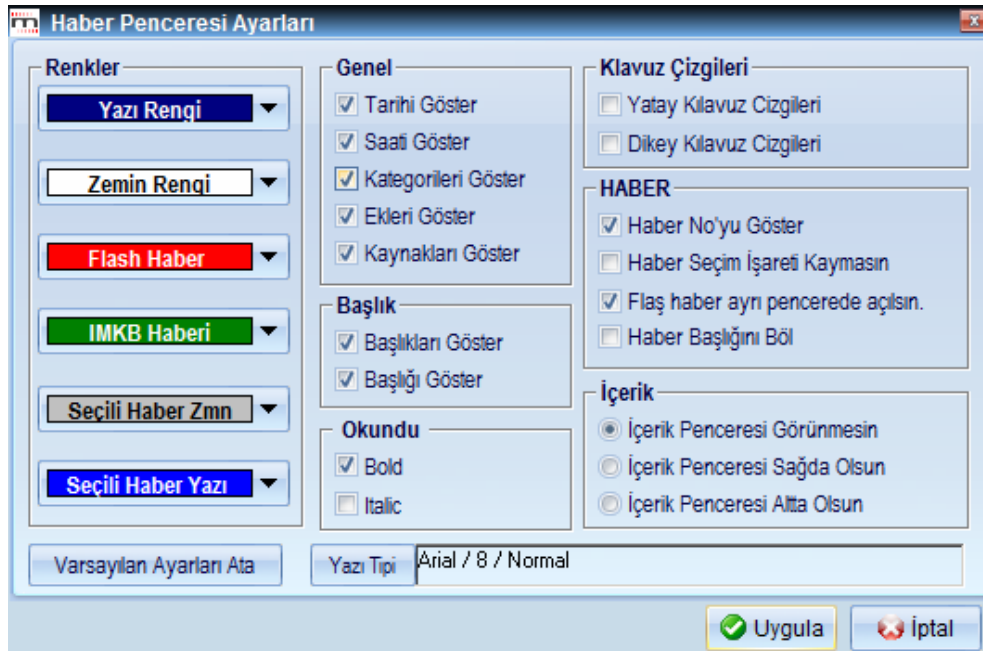 Haber Penceresi Ayarları
Renkler
Yazı Rengi
Zemin Rengi
Flash Haber
IMKB Haberi
Seçili Haber Zmn
Seçili Haber Yazı
Genel
Tarihi Göster
Saati Göster
Kategorileri Göster
Ekleri Göster
Kaynakları Göster
Başlık
Başlıkları Göster
Başlığı Göster
Okundu
Bold
Italic
Klavuz Çizgileri
Yatay Kılavuz Cizgileri
Dikey Kılavuz Cizgileri
HABER
Haber No'yu Göster
Haber Seçim İşareti Kaymasın
Flaş haber ayrı pencerede açılsın.
Haber Başlığını Böl
İçerik
İçerik Penceresi Görünmesin
İçerik Penceresi Sağda Olsun
İçerik Penceresi Altta Olsun
Varsayılan Ayarları Ata
Yazı Tipi
Arial / 8 / Normal
Uygula
İptal